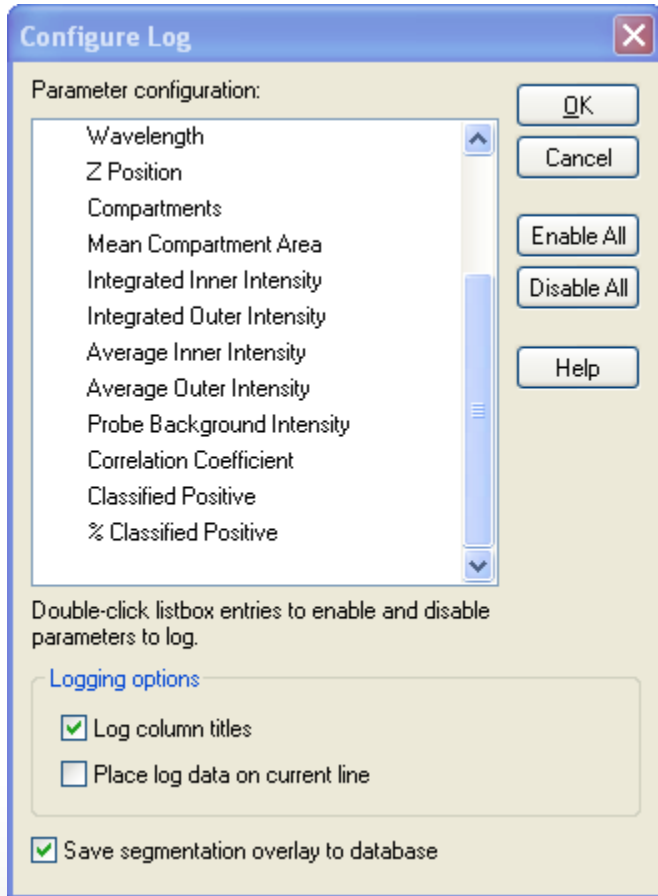 Configure Log
Parameter configuration:
OK
Cancel
Enable All
Disable All
Help
Wavelength
Z Position
Compartments
Mean Compartment Area
Integrated Inner Intensity
Integrated Outer Intensity
Average Inner Intensity
Average Outer Intensity
Probe Background Intensity
Correlation Coefficient
Classified Positive
% Classified Positive
Double-click listbox entries to enable and disable
parameters to log.
Logging options
Log column titles
Place log data on current line
Save segmentation overlay to database